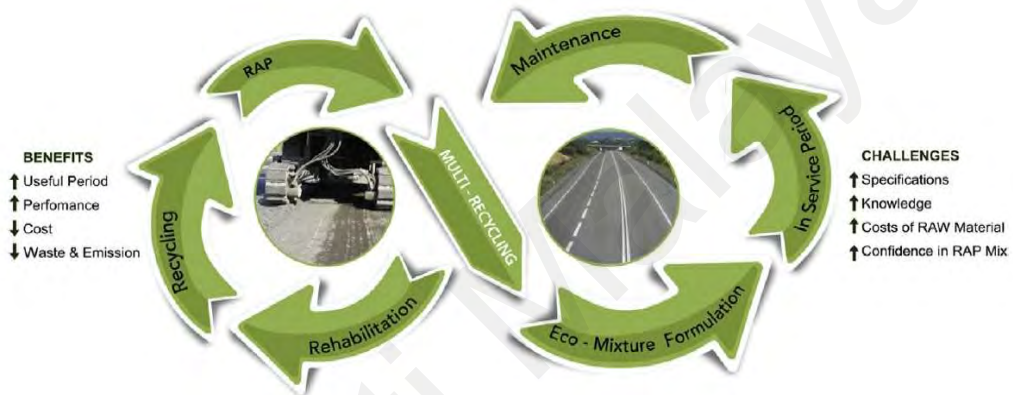 RAP
Maintenance
BENEFITS
↑ Useful Period
↑ Perfomance
↓ Cost
↓ Waste & Emission
Recycling
MULTI - RECYCLING
In Service Period
CHALLENGES
↑ Specifications
↑ Knowledge
↑ Costs of RAW Material
↑ Confidence in RAP Mix
Rehabilitation
Eco - Mixture Formulation